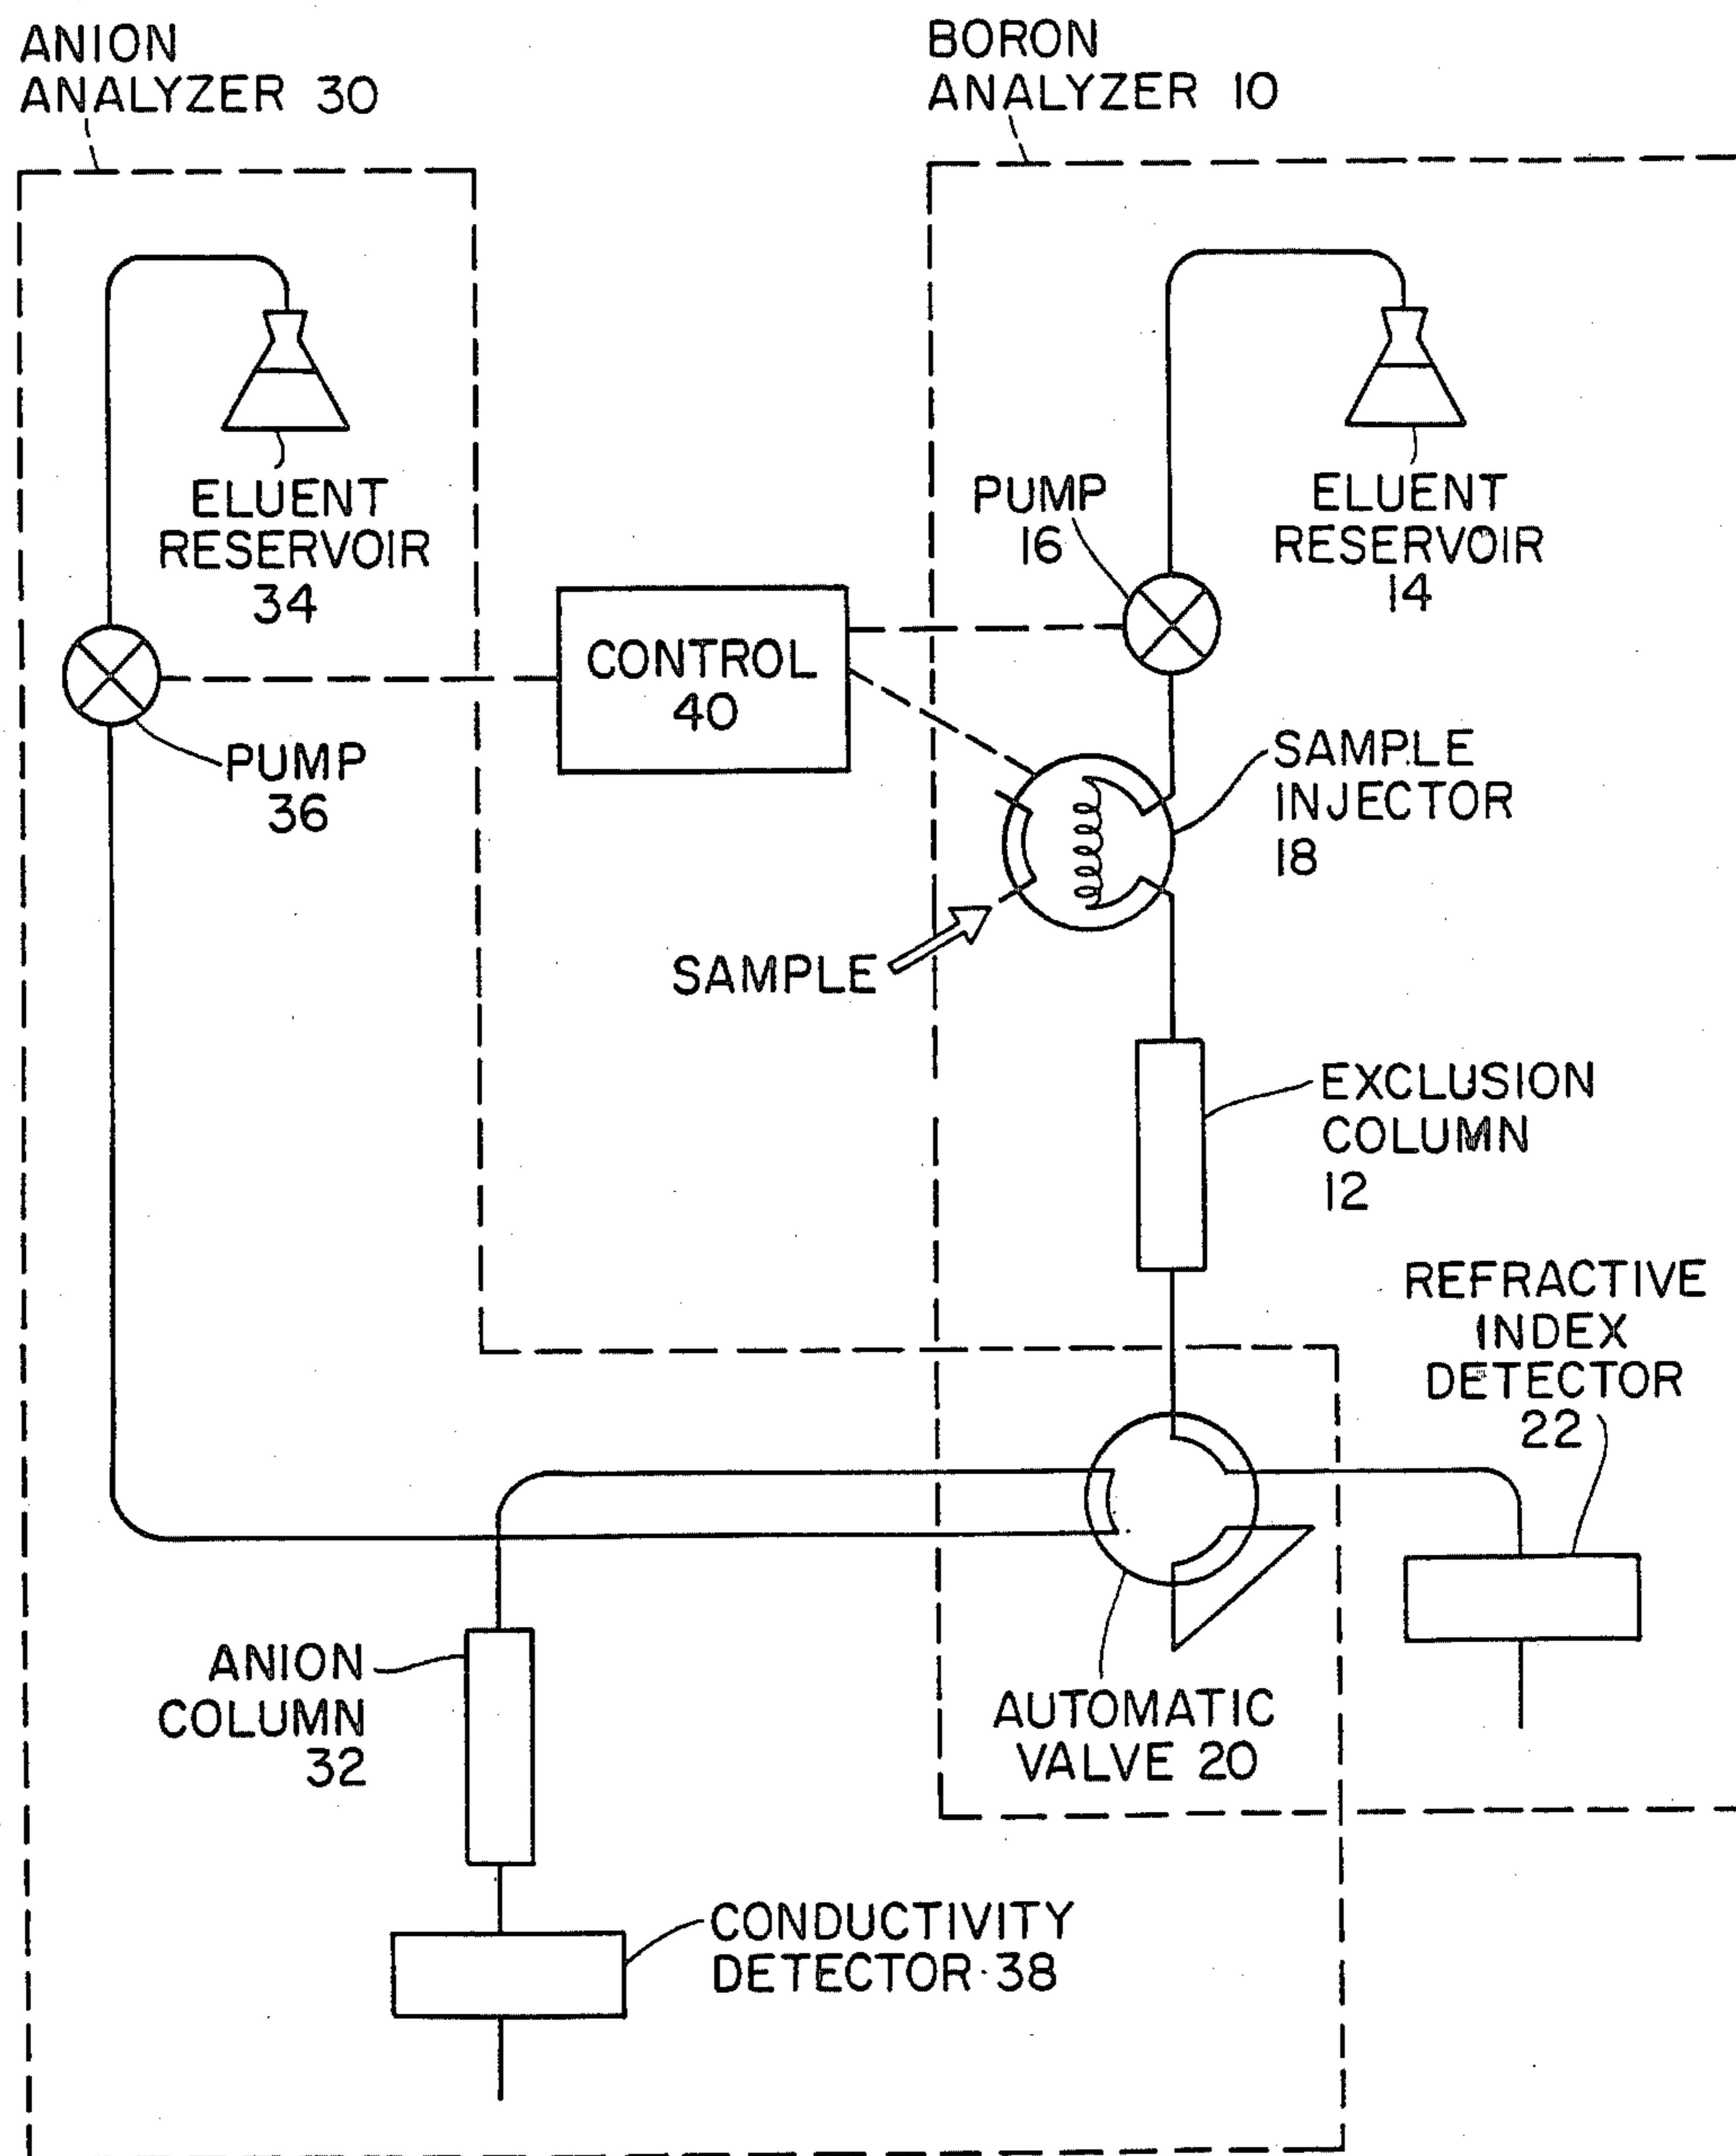 ANION
ANALYZER 30
BORON
ANALYZER 10
ELUENT
RESERVOIR
34
PUMP
16
ELUENT
RESERVOIR
14
CONTROL
40
PUMP
36
SAMPLE
INJECTOR
18
SAMPLE
EXCLUSION
COLUMN
12
REFRACTIVE
INDEX
DETECTOR
22
ANION
COLUMN
32
AUTOMATIC
VALVE 20
CONDUCTIVITY
DETECTOR 38